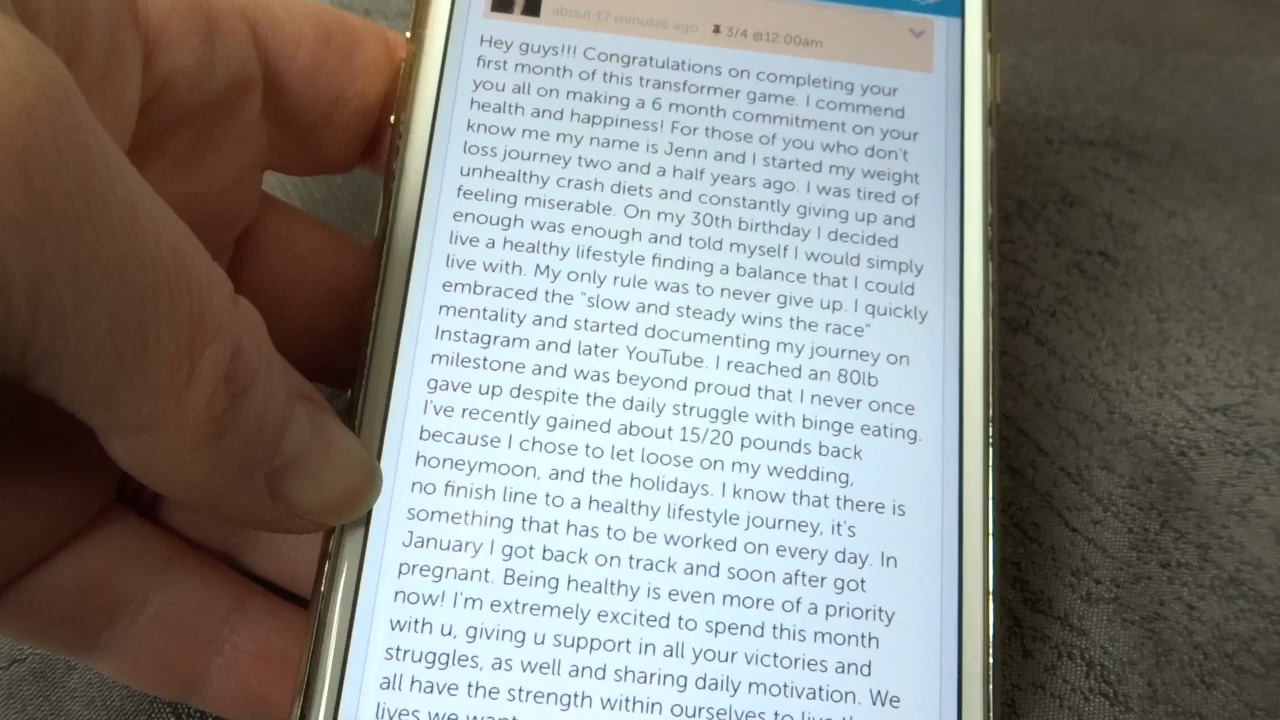 about 17 minutes ago 3/4 @12:00am
Hey guys!!! Congratulations on completing your
first month of this transformer game. I commend
you all on making a 6 month commitment on your
health and happiness! For those of you who don't
know me my name is Jenn and I started my weight
loss journey two and a half years ago. I was tired of
unhealthy crash diets and constantly giving up and
feeling miserable. On my 30th birthday I decided
enough was enough and told myself I would simply
live a healthy lifestyle finding a balance that I could
live with. My only rule was to never give up. I quickly
embraced the "slow and steady wins the race"
mentality and started documenting my journey on
Instagram and later YouTube. I reached an 80lb
milestone and was beyond proud that I never once
gave up despite the daily struggle with binge eating.
I've recently gained about 15/20 pounds back
because I chose to let loose on my wedding,
honeymoon, and the holidays. I know that there is
no finish line to a healthy lifestyle journey, it's
something that has to be worked on every day. In
January I got back on track and soon after got
pregnant. Being healthy is even more of a priority
now! I'm extremely excited to spend this month
with u, giving u support in all your victories and
struggles, as well and sharing daily motivation. We
all have the strength within ourselves to live
lives we want